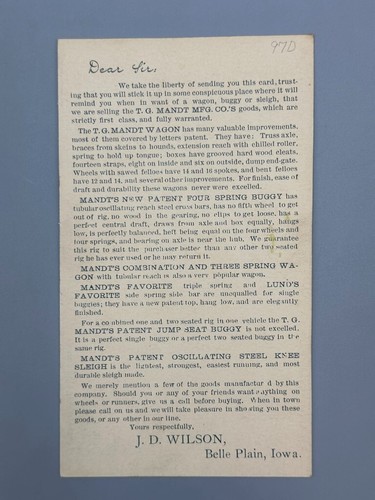 97D
Dear Sir,
We take the liberty of sending you this card, trust-
ing that you will stick it up in some conspicuous place where it will
remind you when in want of a wagon, buggy or sleigh, that
we are selling the T. G. MANDT MFG. CO.'S goods, which are
strictly first class, and fully warranted.
The T. G. MANDT WAGON has many valuable improvements,
most of them covered by letters patent. They have: Truss axle,
braces from skeins to hounds, extension reach with chilled roller,
spring to hold up tongue; boxes have grooved hard wood cleats,
fourteen straps, eight on inside and six on outside, dump end-gate.
Wheels with sawed felloes have 14 and 16 spokes, and bent felloes
have 12 and 14, and several other improvements. For finish, ease of
draft and durability these wagons never were excelled.
MANDT'S NEW PATENT FOUR SPRING BUGGY has
tubular oscillating reach steel cross bars, has no fifth wheel to get
out of rig, no wood in the gearing, no clips to get loose, has a
perfect central draft, draws from axle and box equally, hangs
low, is perfectly balanced, heft being equal on the four wheels and
four springs, and bearing on axle is near the hub. We guarantee
this rig to suit the purchaser better than any other two seated
rig he has ever used or he may return it.
MANDT'S COMBINATION AND THREE SPRING WA-
GON with tubular reach is also a very popular wagon.
MANDT'S FAVORITE triple spring and LUND'S
FAVORITE side spring side bar are unequalled for single
buggies; they have a new patent top, hang low, and are elegantly
finished.
For a combined one and two seated rig in one vehicle the T. G.
MANDT'S PATENT JUMP SEAT BUGGY is not excelled.
It is a perfect single buggy or a perfect two seated buggy in the
same rig.
MANDT'S PATENT OSCILLATING STEEL KNEE
SLEIGH is the lightest, strongest, easiest running, and most
durable sleigh made.
We merely mention a few of the goods manufactur d by this
company. Should you or any of your friends want anything on
wheels or runners, give us a call before buying. When in town
please call on us and we will take pleasure in showing you these
goods, or any other in our line.
Yours respectfully,
J. D. WILSON,
Belle Plain, Iowa.